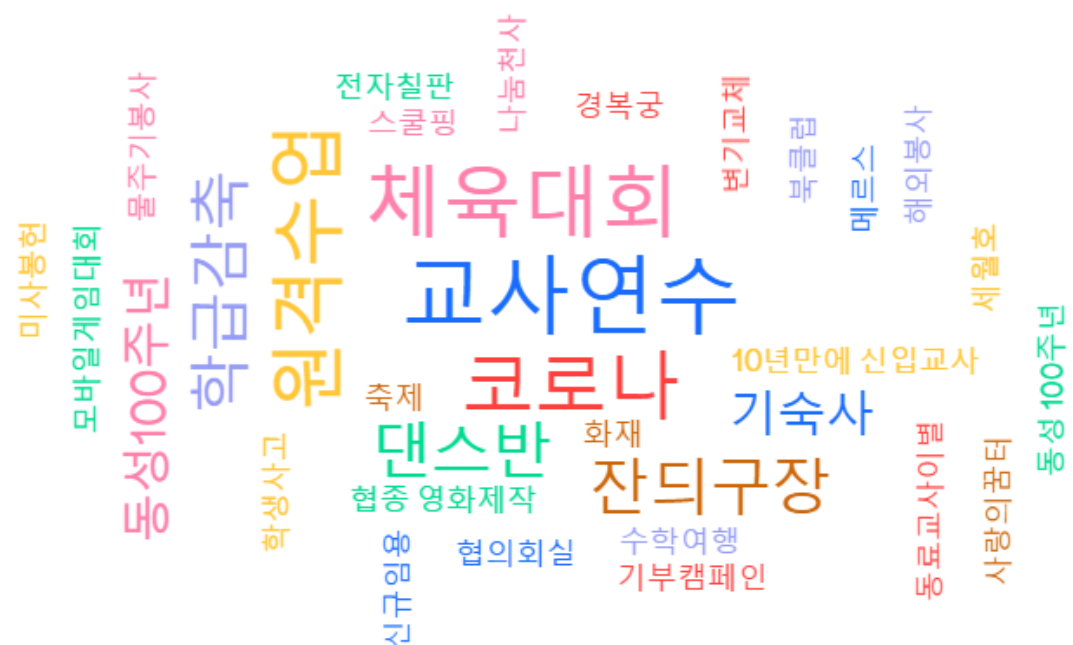 나눔천사
전자칠판
스쿨핑
경복궁
물주기봉사
변기교체
북클럽
메르스
해외봉사
원격수업
체육대회
학급감축
미사봉헌
모바일게임대회
교사연수
세월호
동성100주년
코로나
10년만에 신입교사
동성 100주년
축제
기숙사
댄스반
화재
학생사고
잔듸구장
동료교사이별
사랑의꿈터
협종 영화제작
신규임용
협의회실
수학여행
기부캠페인